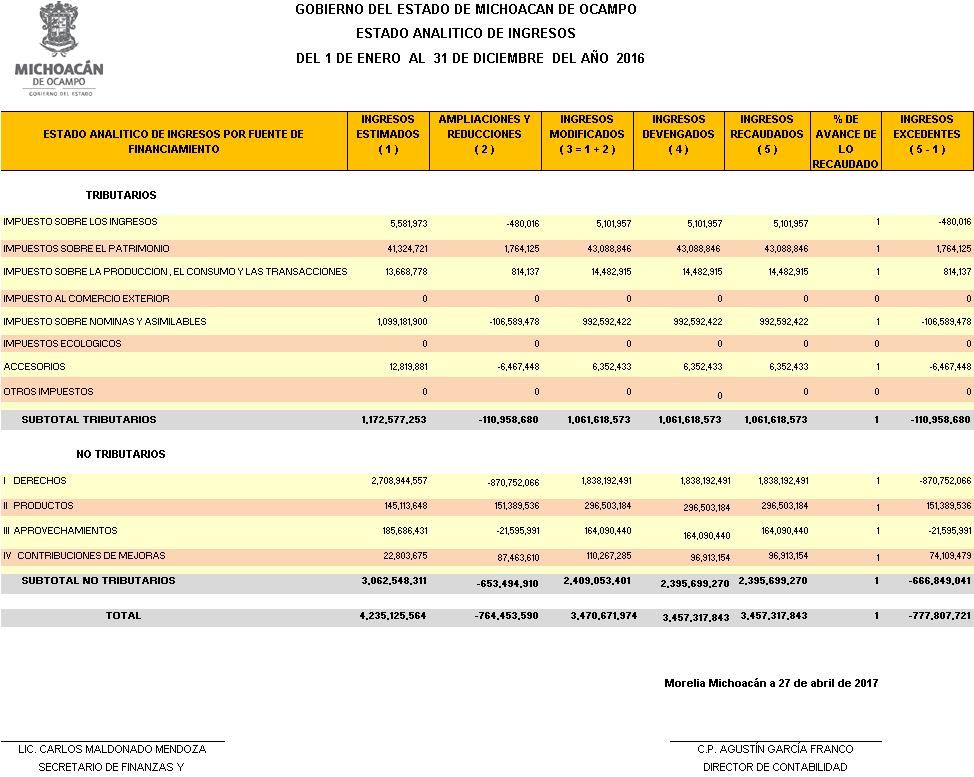 GOBIERNO DEL ESTADO DE MICHOACAN DE OCAMPO
ESTADO ANALITICO DE INGRESOS
DEL 1 DE ENERO AL 31 DE DICIEMBRE DEL AÑO 2016
MICHOACÁN
DE OCAMPO
GOBIERNO DEL ESTADO
ESTADO ANALITICO DE INGRESOS POR FUENTE DE FINANCIAMIENTO INGRESOS ESTIMADOS ( 1 ) AMPLIACIONES Y REDUCCIONES ( 2 ) INGRESOS MODIFICADOS ( 3 = 1 + 2 ) INGRESOS DEVENGADOS ( 4 ) INGRESOS RECAUDADOS ( 5 ) % DE AVANCE DE LO RECAUDADO INGRESOS EXCEDENTES ( 5 - 1 )
TRIBUTARIOS
IMPUESTO SOBRE LOS INGRESOS 5,581,973 -480,016 5,101,957 5,101,957 5,101,957 1 -480,016
IMPUESTOS SOBRE EL PATRIMONIO 41,324,721 1,764,125 43,088,846 43,088,846 43,088,846 1 1,764,125
IMPUESTO SOBRE LA PRODUCCION , EL CONSUMO Y LAS TRANSACCIONES 13,668,778 814,137 14,482,915 14,482,915 14,482,915 1 814,137
IMPUESTO AL COMERCIO EXTERIOR 0 0 0 0 0 0 0
IMPUESTO SOBRE NOMINAS Y ASIMILABLES 1,099,181,900 -106,589,478 992,592,422 992,592,422 992,592,422 1 -106,589,478
IMPUESTOS ECOLOGICOS 0 0 0 0 0 0 0
ACCESORIOS 12,819,881 -6,467,448 6,352,433 6,352,433 6,352,433 1 -6,467,448
OTROS IMPUESTOS 0 0 0 0 0 0 0
SUBTOTAL TRIBUTARIOS 1,172,577,253 -110,958,680 1,061,618,573 1,061,618,573 1,061,618,573 1 -110,958,680
NO TRIBUTARIOS
I DERECHOS 2,708,944,557 -870,752,066 1,838,192,491 1,838,192,491 1,838,192,491 1 -870,752,066
II PRODUCTOS 145,113,648 151,389,536 296,503,184 296,503,184 296,503,184 1 151,389,536
III APROVECHAMIENTOS 185,686,431 -21,595,991 164,090,440 164,090,440 164,090,440 1 -21,595,991
IV CONTRIBUCIONES DE MEJORAS 22,803,675 87,463,610 110,267,285 96,913,154 96,913,154 1 74,109,479
SUBTOTAL NO TRIBUTARIOS 3,062,548,311 -653,494,910 2,409,053,401 2,395,699,270 2,395,699,270 1 -666,849,041
TOTAL 4,235,125,564 -764,453,590 3,470,671,974 3,457,317,843 3,457,317,843 1 -777,807,721
Morelia Michoacán a 27 de abril de 2017
LIC. CARLOS MALDONADO MENDOZA C.P. AGUSTÍN GARCÍA FRANCO
SECRETARIO DE FINANZAS Y DIRECTOR DE CONTABILIDAD